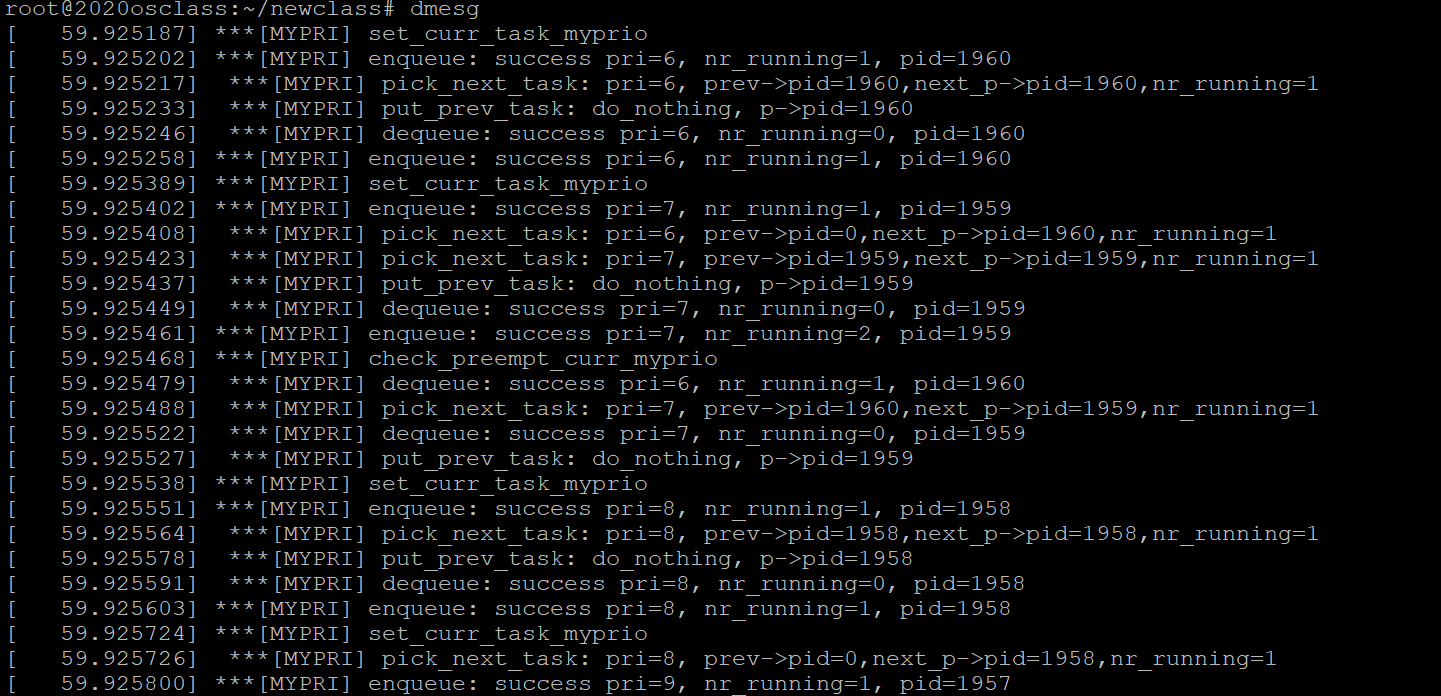 root@2020osclass:~/newclass# dmesg
[   59.925187] ***[MYPRI] set_curr_task_myprio
[   59.925202] ***[MYPRI] enqueue: success pri=6, nr_running=1, pid=1960
[   59.925217]  ***[MYPRI] pick_next_task: pri=6, prev->pid=1960,next_p->pid=1960,nr_running=1
[   59.925233]  ***[MYPRI] put_prev_task: do_nothing, p->pid=1960
[   59.925246]  ***[MYPRI] dequeue: success pri=6, nr_running=0, pid=1960
[   59.925258] ***[MYPRI] enqueue: success pri=6, nr_running=1, pid=1960
[   59.925389] ***[MYPRI] set_curr_task_myprio
[   59.925402] ***[MYPRI] enqueue: success pri=7, nr_running=1, pid=1959
[   59.925408]  ***[MYPRI] pick_next_task: pri=6, prev->pid=0,next_p->pid=1960,nr_running=1
[   59.925423]  ***[MYPRI] pick_next_task: pri=7, prev->pid=1959,next_p->pid=1959,nr_running=1
[   59.925437]  ***[MYPRI] put_prev_task: do_nothing, p->pid=1959
[   59.925449]  ***[MYPRI] dequeue: success pri=7, nr_running=0, pid=1959
[   59.925461] ***[MYPRI] enqueue: success pri=7, nr_running=2, pid=1959
[   59.925468] ***[MYPRI] check_preempt_curr_myprio
[   59.925479]  ***[MYPRI] dequeue: success pri=6, nr_running=1, pid=1960
[   59.925488]  ***[MYPRI] pick_next_task: pri=7, prev->pid=1960,next_p->pid=1959,nr_running=1
[   59.925522]  ***[MYPRI] dequeue: success pri=7, nr_running=0, pid=1959
[   59.925527]  ***[MYPRI] put_prev_task: do_nothing, p->pid=1959
[   59.925538] ***[MYPRI] set_curr_task_myprio
[   59.925551] ***[MYPRI] enqueue: success pri=8, nr_running=1, pid=1958
[   59.925564]  ***[MYPRI] pick_next_task: pri=8, prev->pid=1958,next_p->pid=1958,nr_running=1
[   59.925578]  ***[MYPRI] put_prev_task: do_nothing, p->pid=1958
[   59.925591]  ***[MYPRI] dequeue: success pri=8, nr_running=0, pid=1958
[   59.925603] ***[MYPRI] enqueue: success pri=8, nr_running=1, pid=1958
[   59.925724] ***[MYPRI] set_curr_task_myprio
[   59.925726]  ***[MYPRI] pick_next_task: pri=8, prev->pid=0,next_p->pid=1958,nr_running=1
[   59.925800] ***[MYPRI] enqueue: success pri=9, nr_running=1, pid=1957